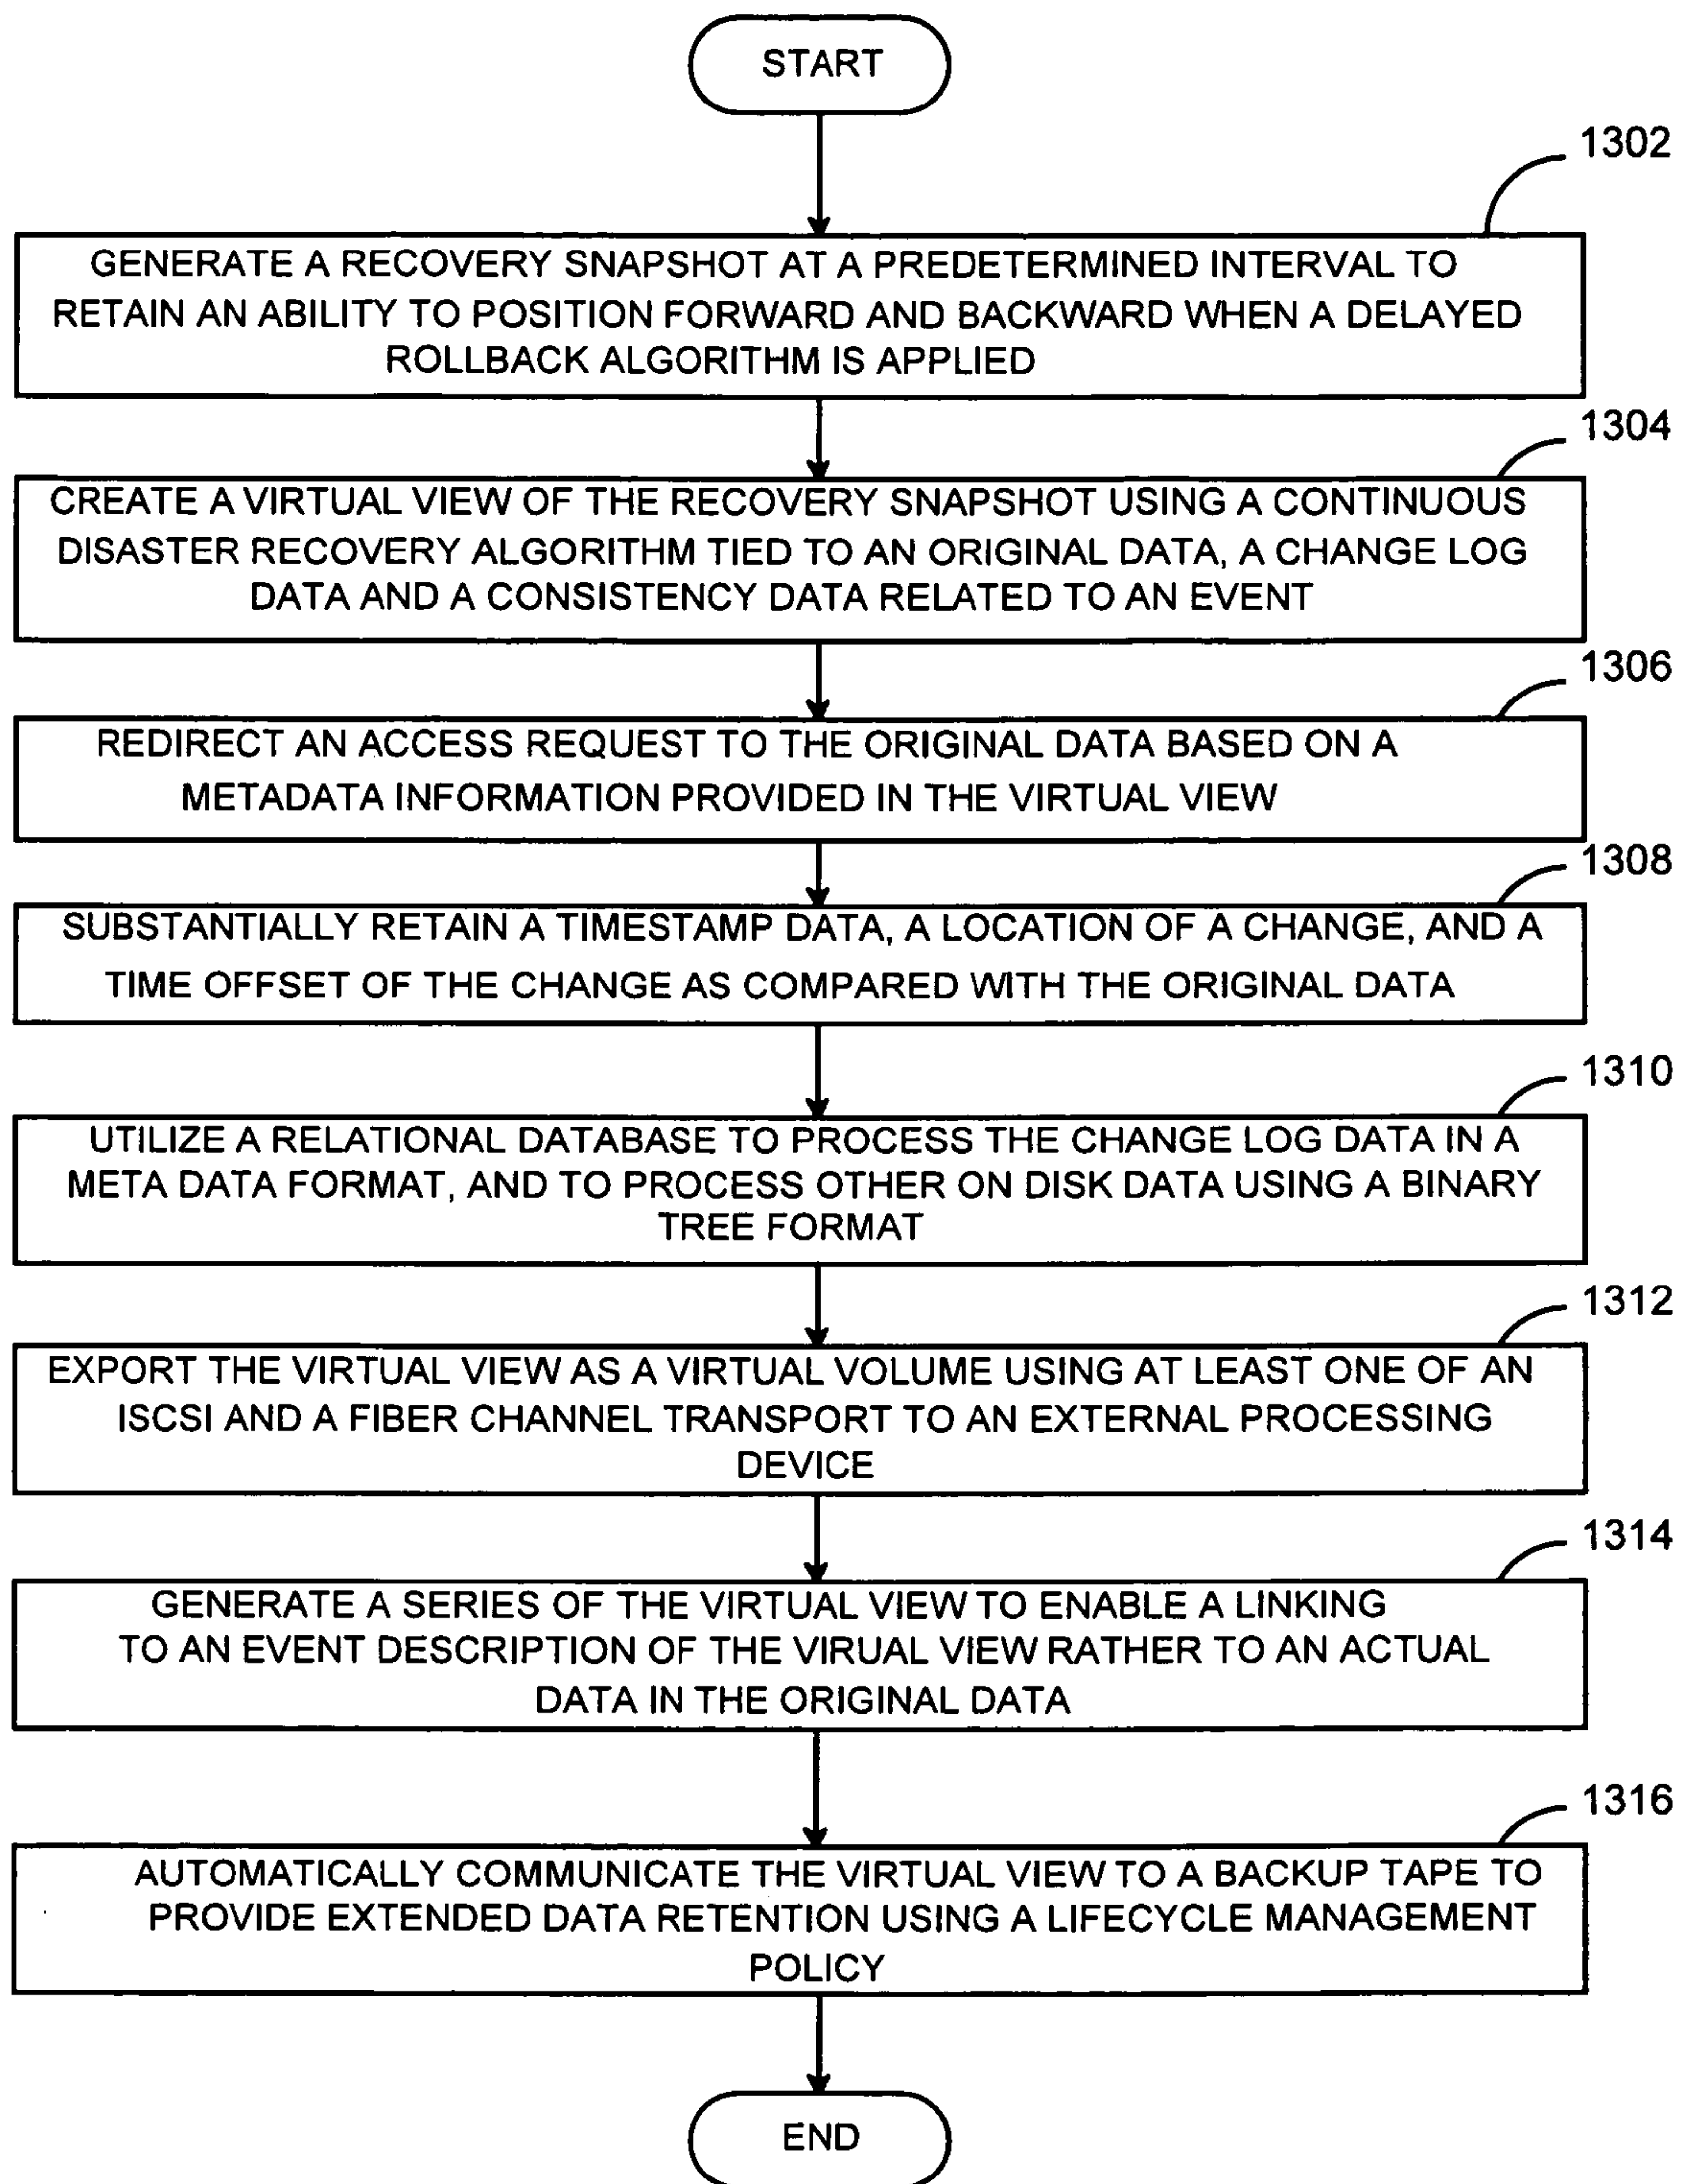 START
1302
GENERATE A RECOVERY SNAPSHOT AT A PREDETERMINED INTERVAL TO
RETAIN AN ABILITY TO POSITION FORWARD AND BACKWARD WHEN A DELAYED
ROLLBACK ALGORITHM IS APPLIED
1304
CREATE A VIRTUAL VIEW OF THE RECOVERY SNAPSHOT USING A CONTINUOUS
DISASTER RECOVERY ALGORITHM TIED TO AN ORIGINAL DATA, A CHANGE LOG
DATA AND A CONSISTENCY DATA RELATED TO AN EVENT
1306
REDIRECT AN ACCESS REQUEST TO THE ORIGINAL DATA BASED ON A
METADATA INFORMATION PROVIDED IN THE VIRTUAL VIEW
1308
SUBSTANTIALLY RETAIN A TIMESTAMP DATA, A LOCATION OF A CHANGE, AND A
TIME OFFSET OF THE CHANGE AS COMPARED WITH THE ORIGINAL DATA
1310
UTILIZE A RELATIONAL DATABASE TO PROCESS THE CHANGE LOG DATA IN A
META DATA FORMAT, AND TO PROCESS OTHER ON DISK DATA USING A BINARY
TREE FORMAT
1312
EXPORT THE VIRTUAL VIEW AS A VIRTUAL VOLUME USING AT LEAST ONE OF AN
ISCSI AND A FIBER CHANNEL TRANSPORT TO AN EXTERNAL PROCESSING
DEVICE
1314
GENERATE A SERIES OF THE VIRTUAL VIEW TO ENABLE A LINKING
TO AN EVENT DESCRIPTION OF THE VIRUAL VIEW RATHER TO AN ACTUAL
DATA IN THE ORIGINAL DATA
1316
AUTOMATICALLY COMMUNICATE THE VIRTUAL VIEW TO A BACKUP TAPE TO
PROVIDE EXTENDED DATA RETENTION USING A LIFECYCLE MANAGEMENT
POLICY
END